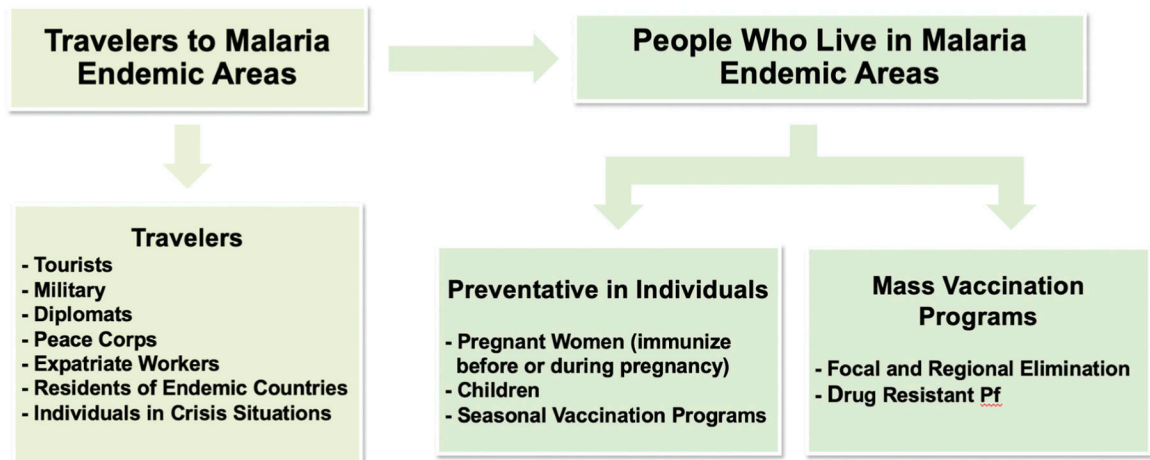 Travelers to Malaria
Endemic Areas
People Who Live in Malaria
Endemic Areas
Travelers
- Tourists
- Military
- Diplomats
- Peace Corps
- Expatriate Workers
- Residents of Endemic Countries
- Individuals in Crisis Situations
Preventative in Individuals
- Pregnant Women (immunize
before or during pregnancy)
- Children
- Seasonal Vaccination Programs
Mass Vaccination
Programs
- Focal and Regional Elimination
- Drug Resistant Pf